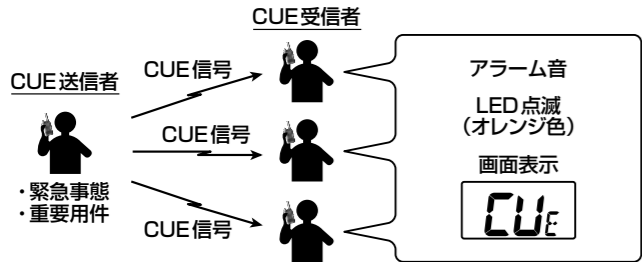 CUE送信者
・緊急事態
・重要用件
CUE信号
CUE信号
CUE信号
CUE受信者
アラーム音
LED点滅
（オレンジ色）
画面表示
CUE